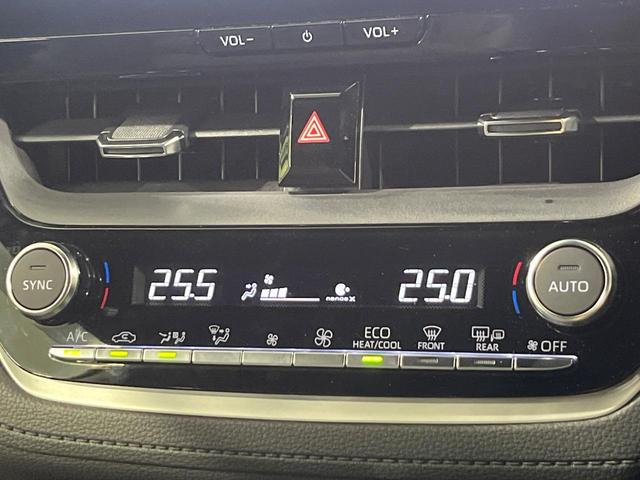 VOL− VOL+
SYNC 25.5 nanoe X 25.0 AUTO
A/C ECO HEAT/COOL FRONT REAR OFF